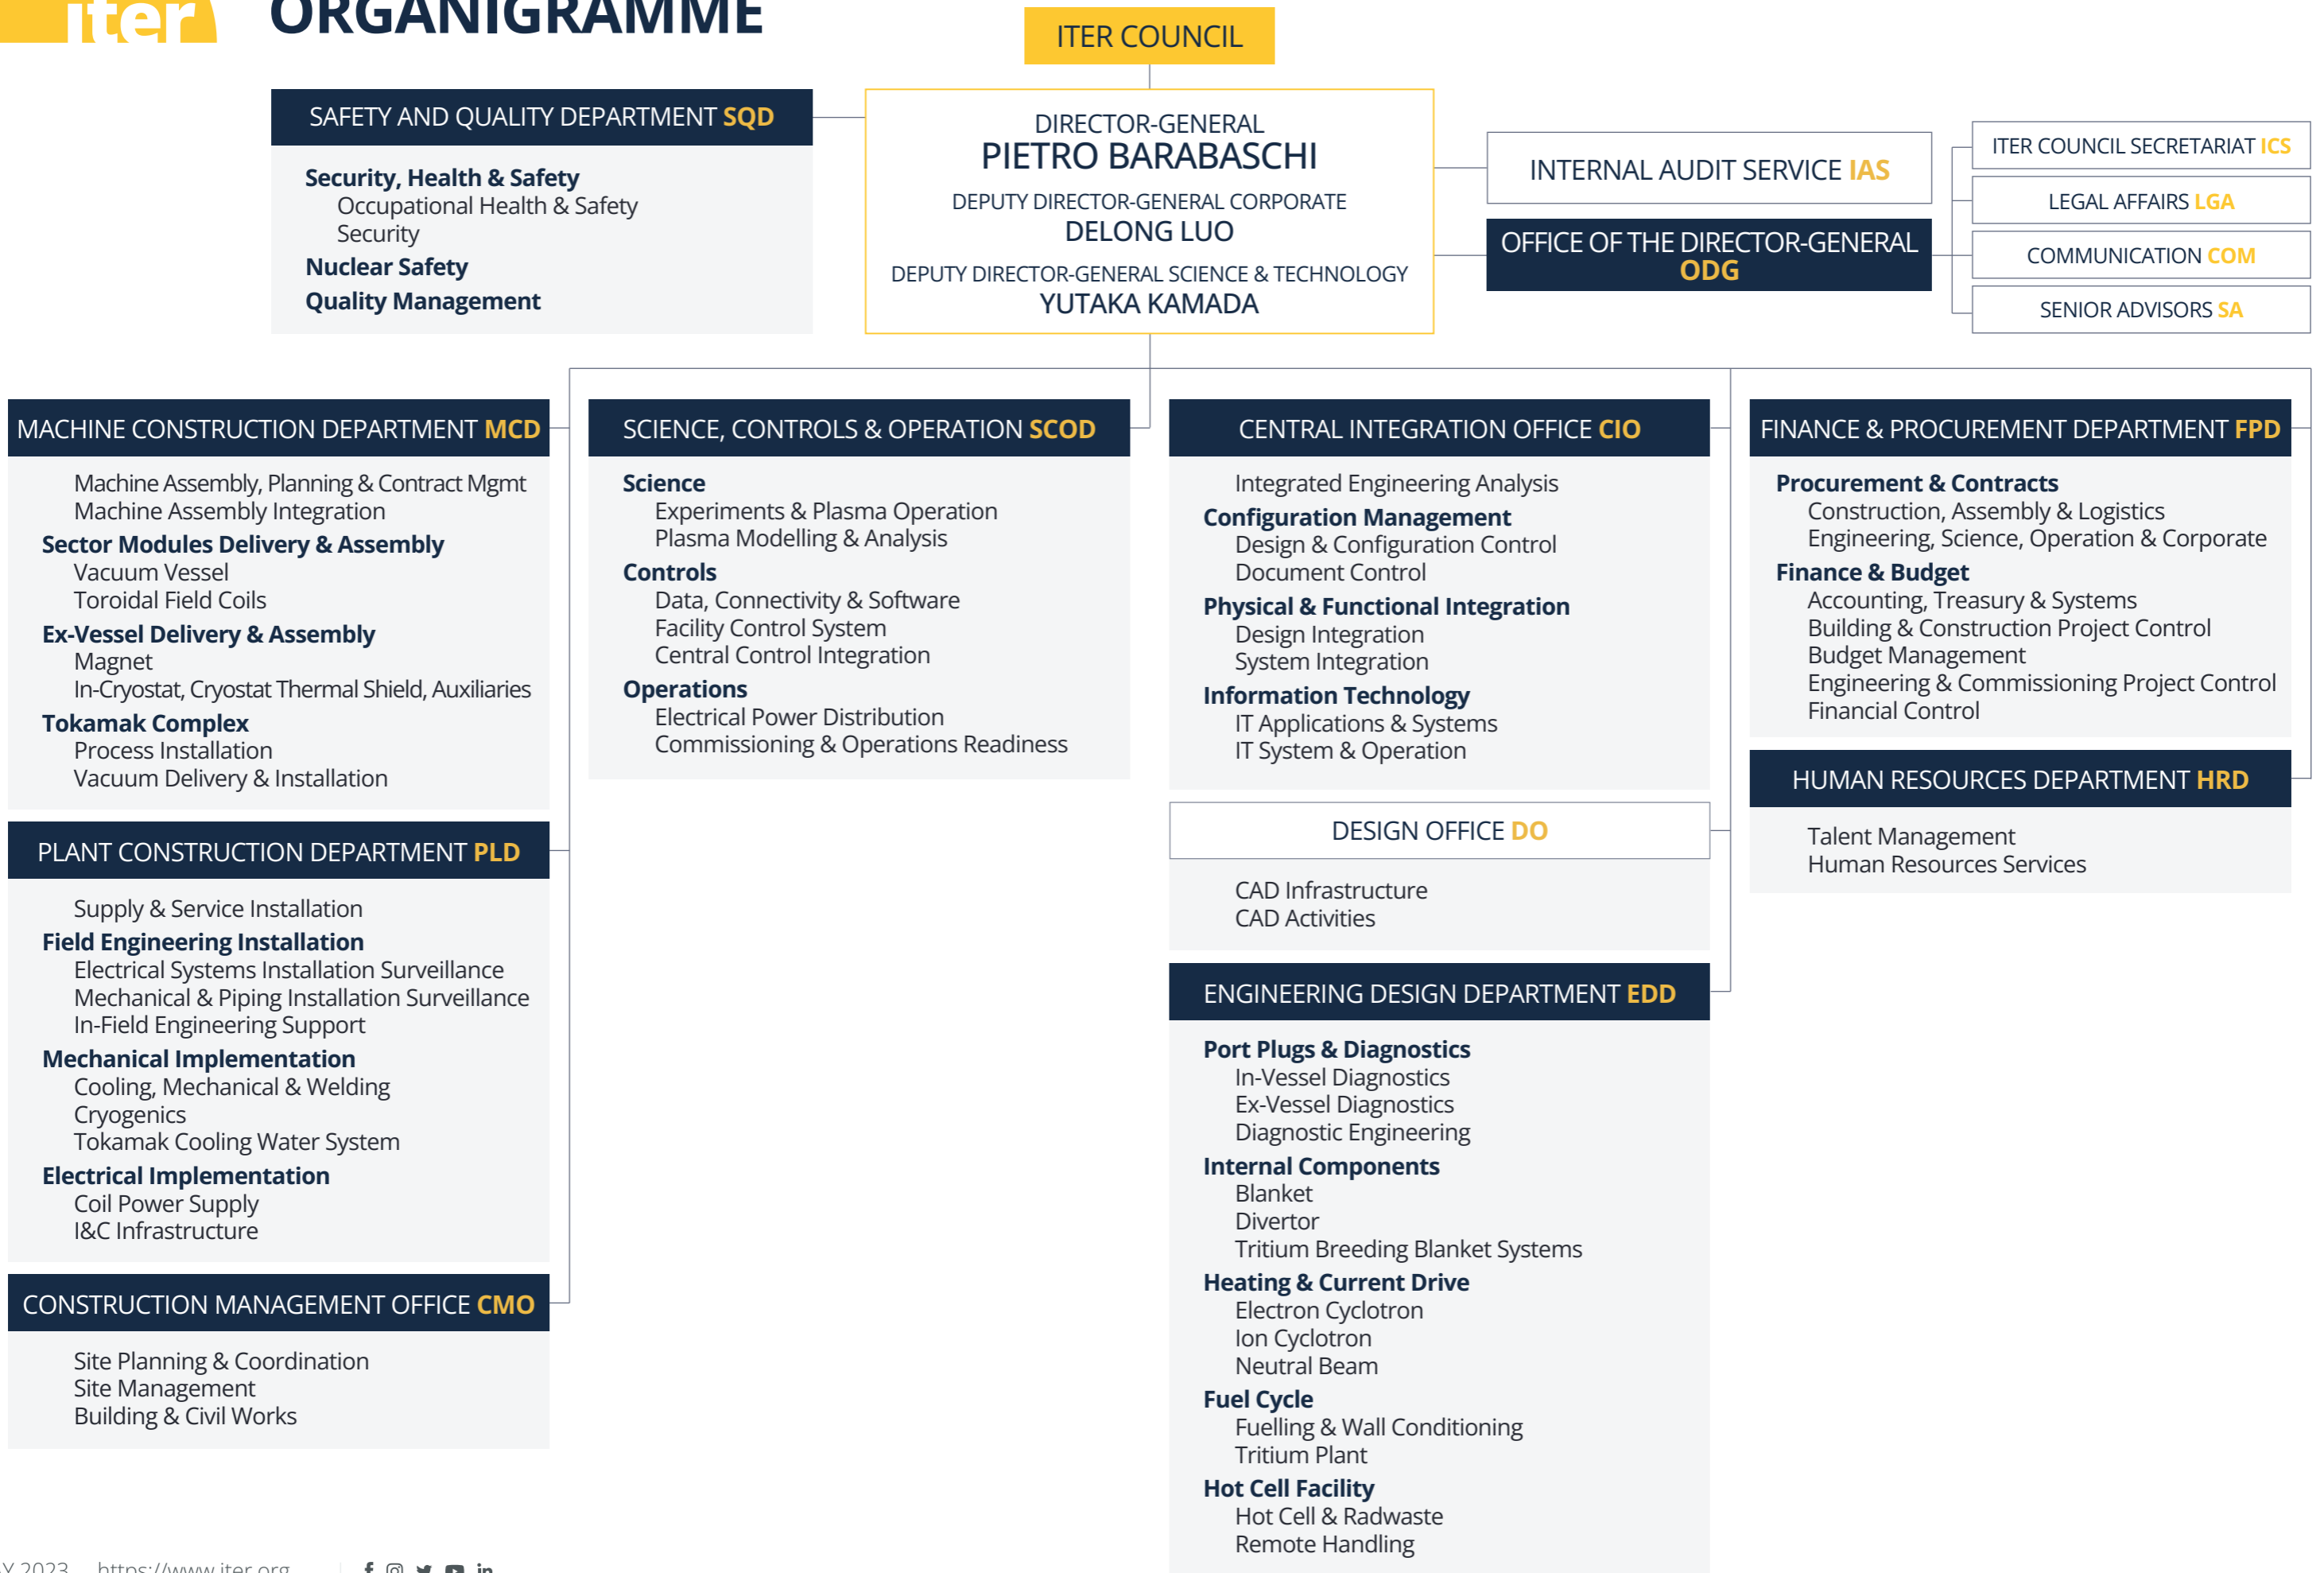 iter
ORGANIGRAMME
ITER COUNCIL
SAFETY AND QUALITY DEPARTMENT SQD
Security, Health & Safety
Occupational Health & Safety
Security
Nuclear Safety
Quality Management
DIRECTOR-GENERAL
PIETRO BARABASCHI
DEPUTY DIRECTOR-GENERAL CORPORATE
DELONG LUO
DEPUTY DIRECTOR-GENERAL SCIENCE & TECHNOLOGY
YUTAKA KAMADA
INTERNAL AUDIT SERVICE IAS
OFFICE OF THE DIRECTOR-GENERAL
ODG
ITER COUNCIL SECRETARIAT ICS
LEGAL AFFAIRS LGA
COMMUNICATION COM
SENIOR ADVISORS SA
MACHINE CONSTRUCTION DEPARTMENT MCD
Machine Assembly, Planning & Contract Mgmt
Machine Assembly Integration
Sector Modules Delivery & Assembly
Vacuum Vessel
Toroidal Field Coils
Ex-Vessel Delivery & Assembly
Magnet
In-Cryostat, Cryostat Thermal Shield, Auxiliaries
Tokamak Complex
Process Installation
Vacuum Delivery & Installation
PLANT CONSTRUCTION DEPARTMENT PLD
Supply & Service Installation
Field Engineering Installation
Electrical Systems Installation Surveillance
Mechanical & Piping Installation Surveillance
In-Field Engineering Support
Mechanical Implementation
Cooling, Mechanical & Welding
Cryogenics
Tokamak Cooling Water System
Electrical Implementation
Coil Power Supply
I&C Infrastructure
CONSTRUCTION MANAGEMENT OFFICE CMO
Site Planning & Coordination
Site Management
Building & Civil Works
SCIENCE, CONTROLS & OPERATION SCOD
Science
Experiments & Plasma Operation
Plasma Modelling & Analysis
Controls
Data, Connectivity & Software
Facility Control System
Central Control Integration
Operations
Electrical Power Distribution
Commissioning & Operations Readiness
CENTRAL INTEGRATION OFFICE CIO
Integrated Engineering Analysis
Configuration Management
Design & Configuration Control
Document Control
Physical & Functional Integration
Design Integration
System Integration
Information Technology
IT Applications & Systems
IT System & Operation
DESIGN OFFICE DO
CAD Infrastructure
CAD Activities
ENGINEERING DESIGN DEPARTMENT EDD
Port Plugs & Diagnostics
In-Vessel Diagnostics
Ex-Vessel Diagnostics
Diagnostic Engineering
Internal Components
Blanket
Divertor
Tritium Breeding Blanket Systems
Heating & Current Drive
Electron Cyclotron
Ion Cyclotron
Neutral Beam
Fuel Cycle
Fuelling & Wall Conditioning
Tritium Plant
Hot Cell Facility
Hot Cell & Radwaste
Remote Handling
FINANCE & PROCUREMENT DEPARTMENT FPD
Procurement & Contracts
Construction, Assembly & Logistics
Engineering, Science, Operation & Corporate
Finance & Budget
Accounting, Treasury & Systems
Building & Construction Project Control
Budget Management
Engineering & Commissioning Project Control
Financial Control
HUMAN RESOURCES DEPARTMENT HRD
Talent Management
Human Resources Services
2023 https://www.iter.org